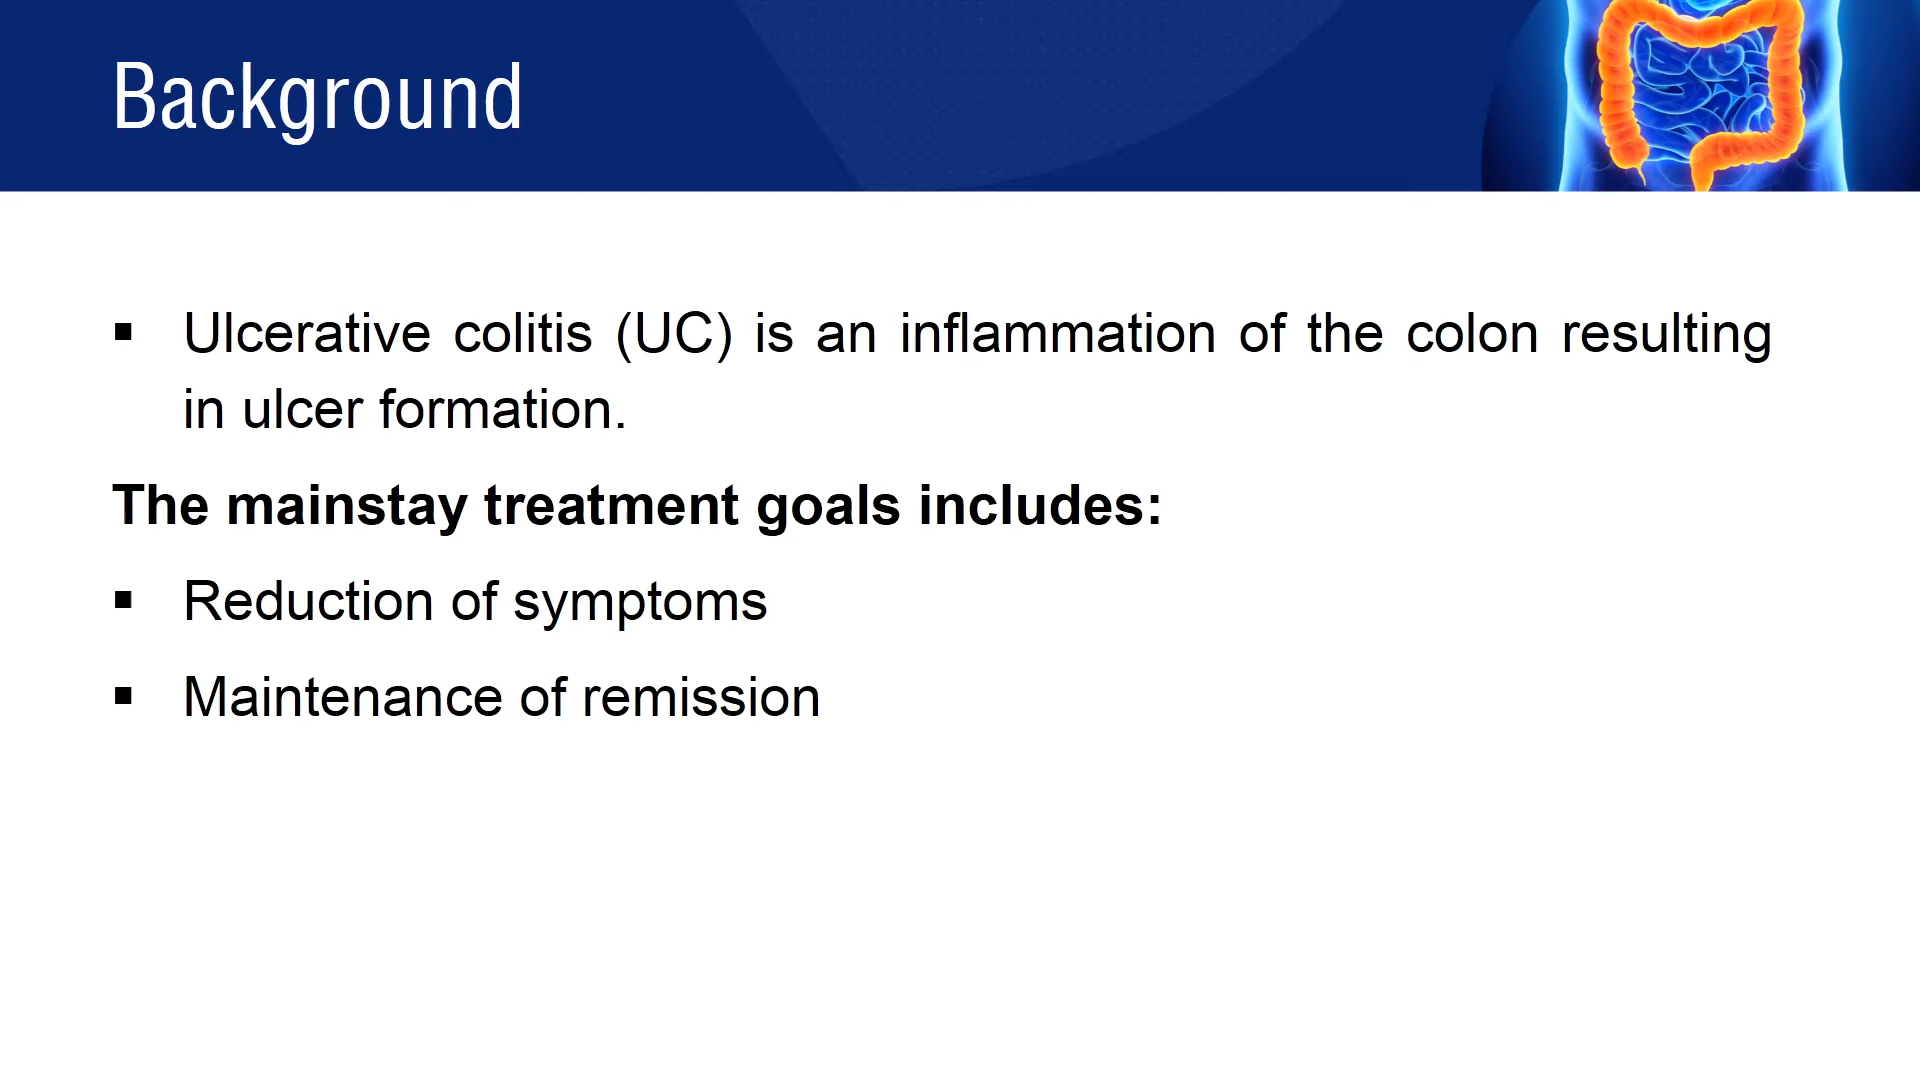 Background
▪ Ulcerative colitis (UC) is an inflammation of the colon resulting
in ulcer formation.
The mainstay treatment goals includes:
▪ Reduction of symptoms
▪ Maintenance of remission